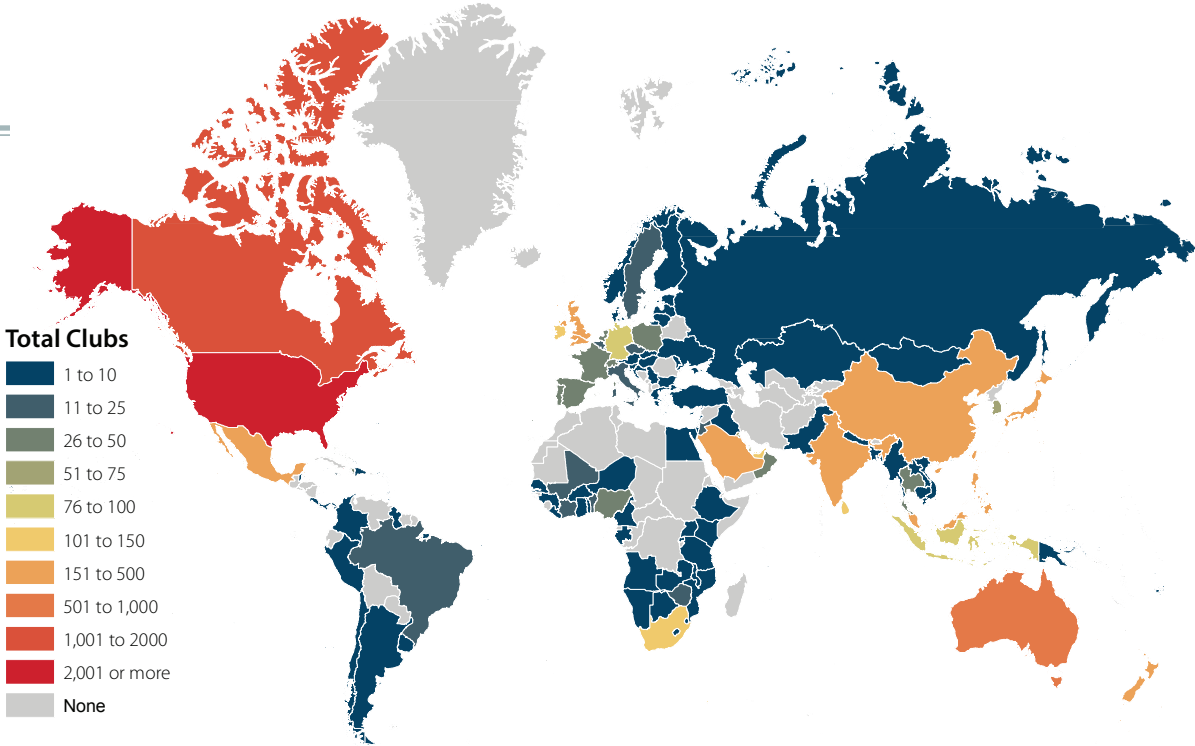 Total Clubs
1 to 10
11 to 25
26 to 50
51 to 75
76 to 100
101 to 150
151 to 500
501 to 1,000
1,001 to 2000
2,001 or more
None